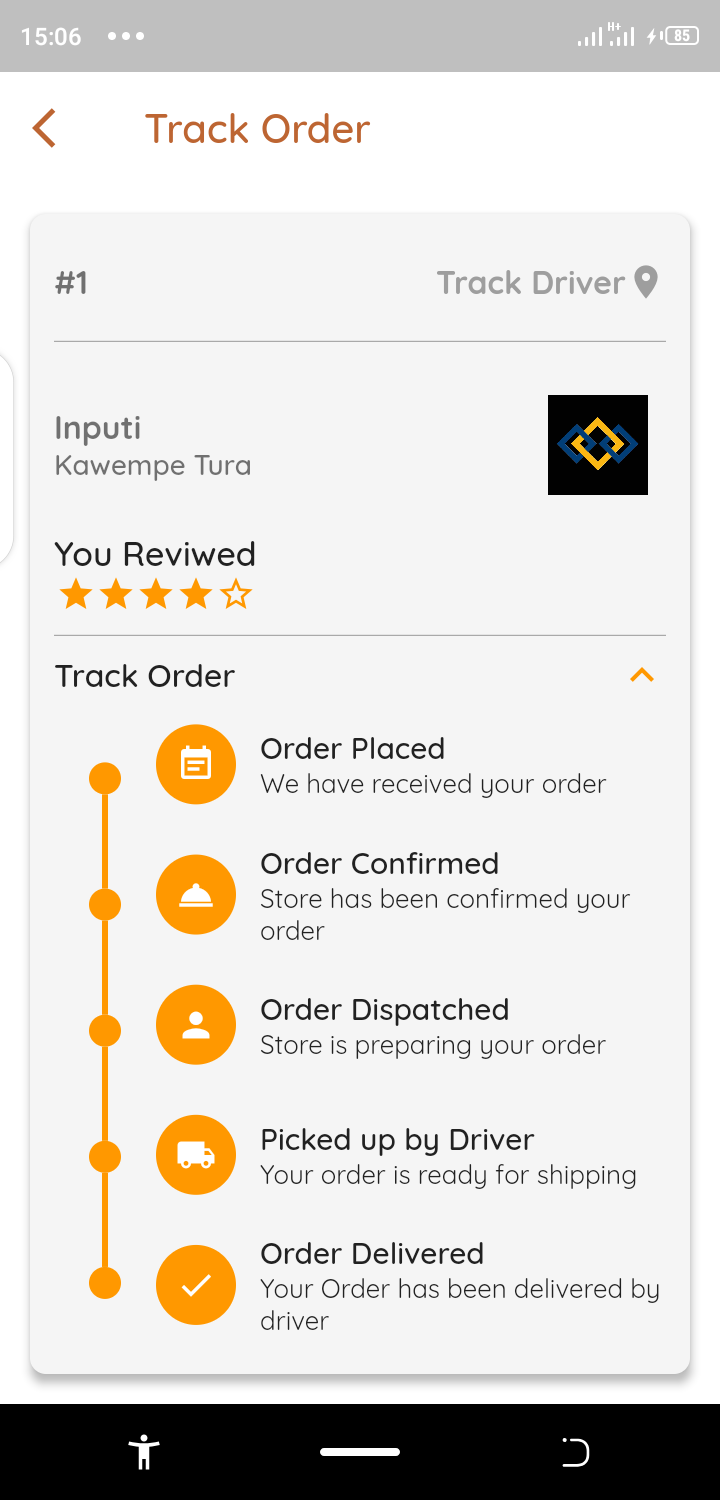 15:06
H+
85
Track Order
#1
Track Driver
Inputi
Kawempe Tura
You Reviwed
Track Order
Order Placed
We have received your order
Order Confirmed
Store has been confirmed your
order
Order Dispatched
Store is preparing your order
Picked up by Driver
Your order is ready for shipping
Order Delivered
Your Order has been delivered by
driver